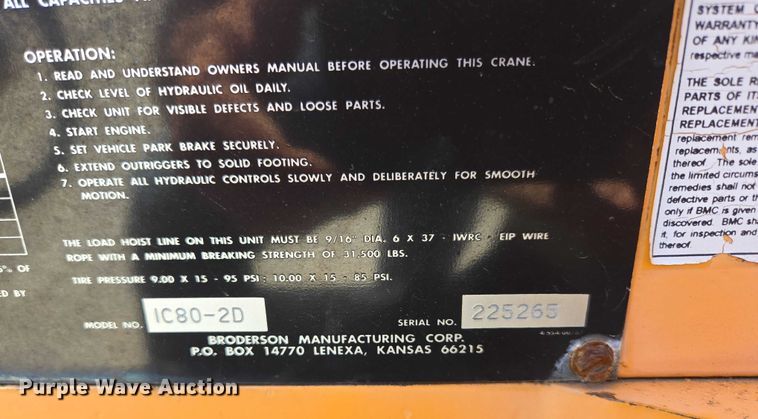 ALL CAPACITIES
OPERATION:
1. READ AND UNDERSTAND OWNERS MANUAL BEFORE OPERATING THIS CRANE.
2. CHECK LEVEL OF HYDRAULIC OIL DAILY.
3. CHECK UNIT FOR VISIBLE DEFECTS AND LOOSE PARTS.
4. START ENGINE.
5. SET VEHICLE PARK BRAKE SECURELY.
6. EXTEND OUTRIGGERS TO SOLID FOOTING.
7. OPERATE ALL HYDRAULIC CONTROLS SLOWLY AND DELIBERATELY FOR SMOOTH
MOTION.
THE LOAD HOIST LINE ON THIS UNIT MUST BE 9/16" DIA. 6 X 37 - IWRC - EIP WIRE
ROPE WITH A MINIMUM BREAKING STRENGTH OF 31,500 LBS.
TIRE PRESSURE 9.00 X 15 - 95 PSI. : 10.00 X 15 - 85 PSI.
% OF
ED BY
MODEL NO. IC80-2D SERIAL NO. 225265
BRODERSON MANUFACTURING CORP.
P.O. BOX 14770 LENEXA, KANSAS 66215
SYSTEM
WARRANTY
OF ANY
respective
THE SOLE
PARTS OF
REPLACEMENT
REPLACEMENT
replacement
replacements, as
thereof. The sole
the limited
remedies shall not
defective parts or
only if BMC is given
discovered. BMC
it, for inspection and
thereof.
Purple Wave Auction